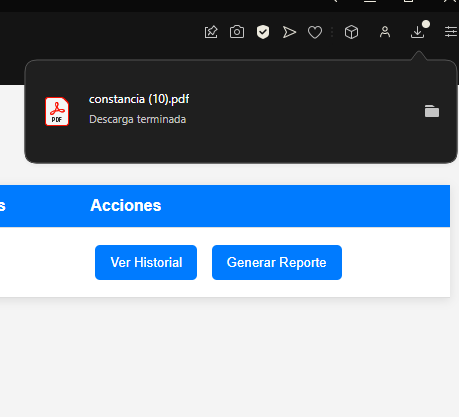 constancia (10).pdf
Descarga terminada
PDF
s
Acciones
Ver Historial
Generar Reporte